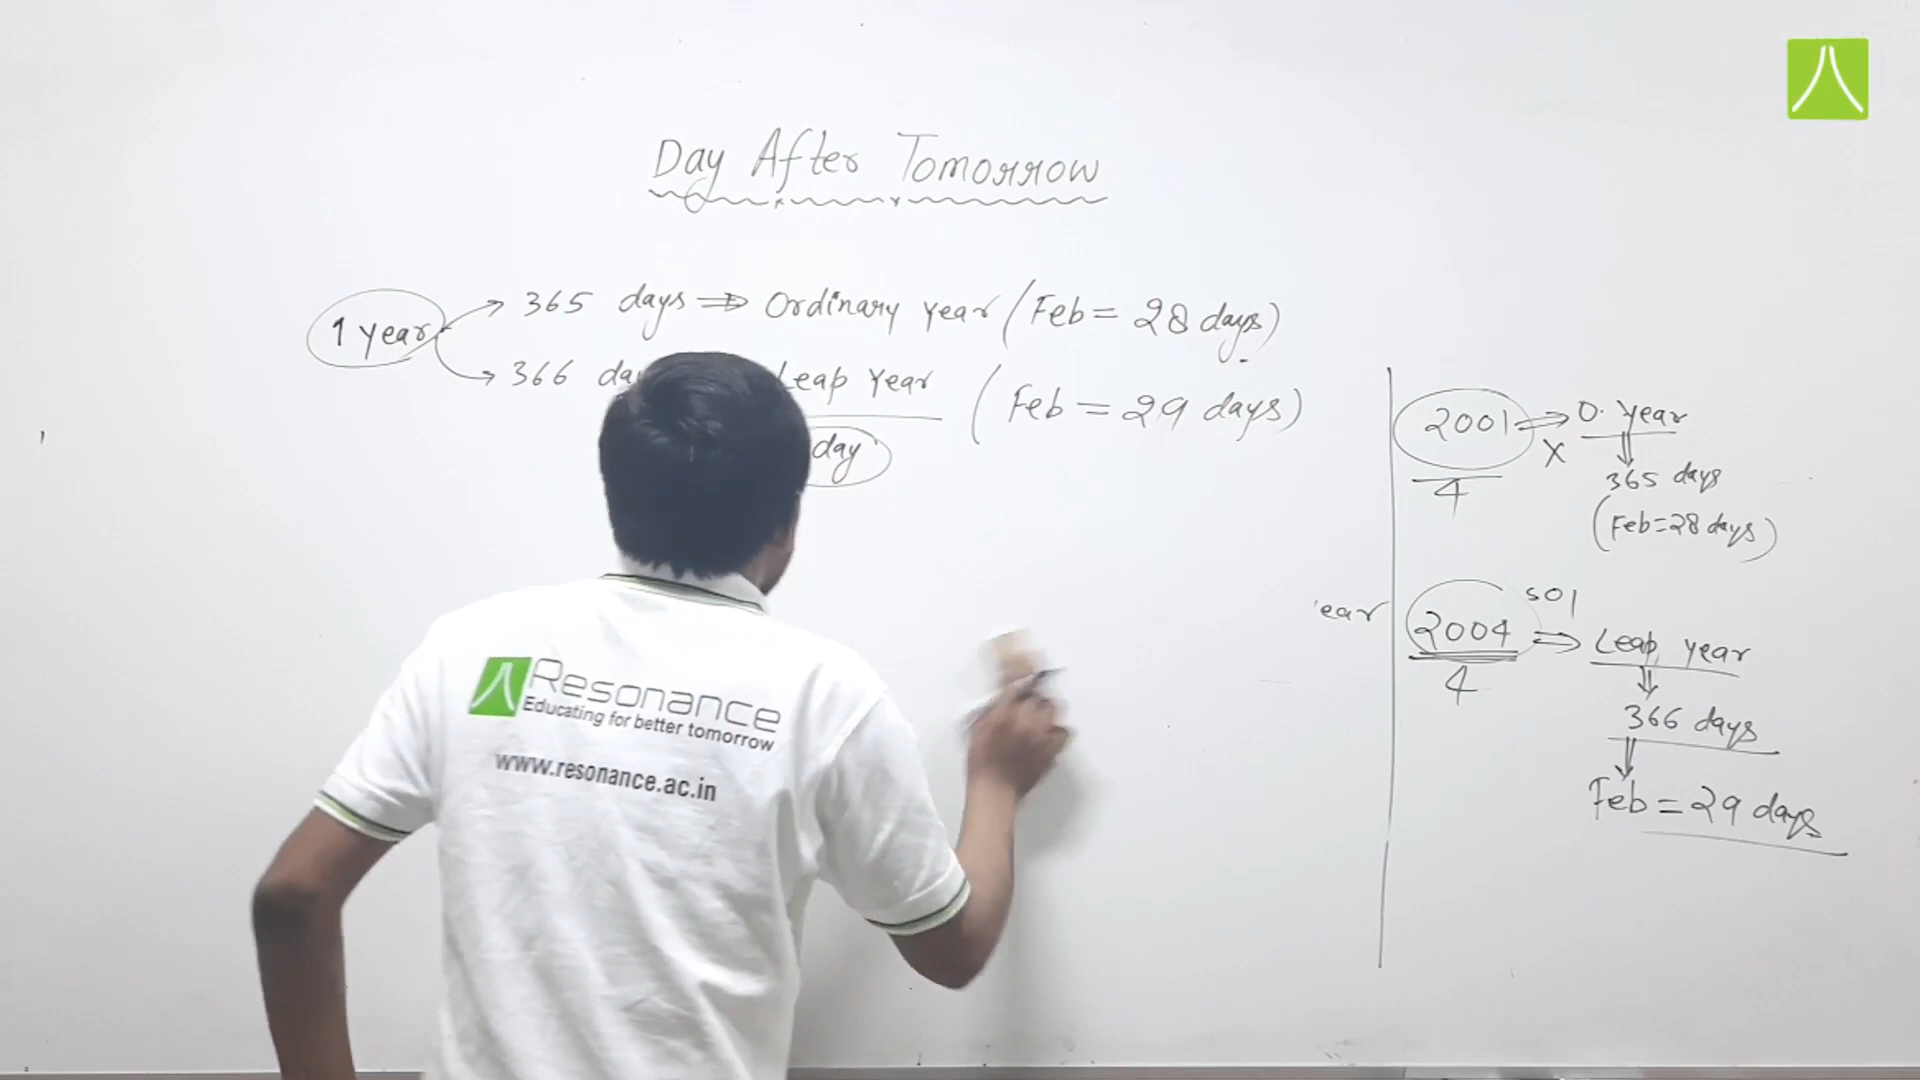 Day After Tomorrow
1 year
365 days ⇒ Ordinary year (Feb = 28 days)
366 Leap Year (Feb = 29 days)
day
2001 ⇒ O. Year
4 X
365 days
(Feb=28 days)
501
2004 ⇒ Leap year
4
366 days
Feb = 29 days
Resonance
Educating for better tomorrow
www.resonance.ac.in